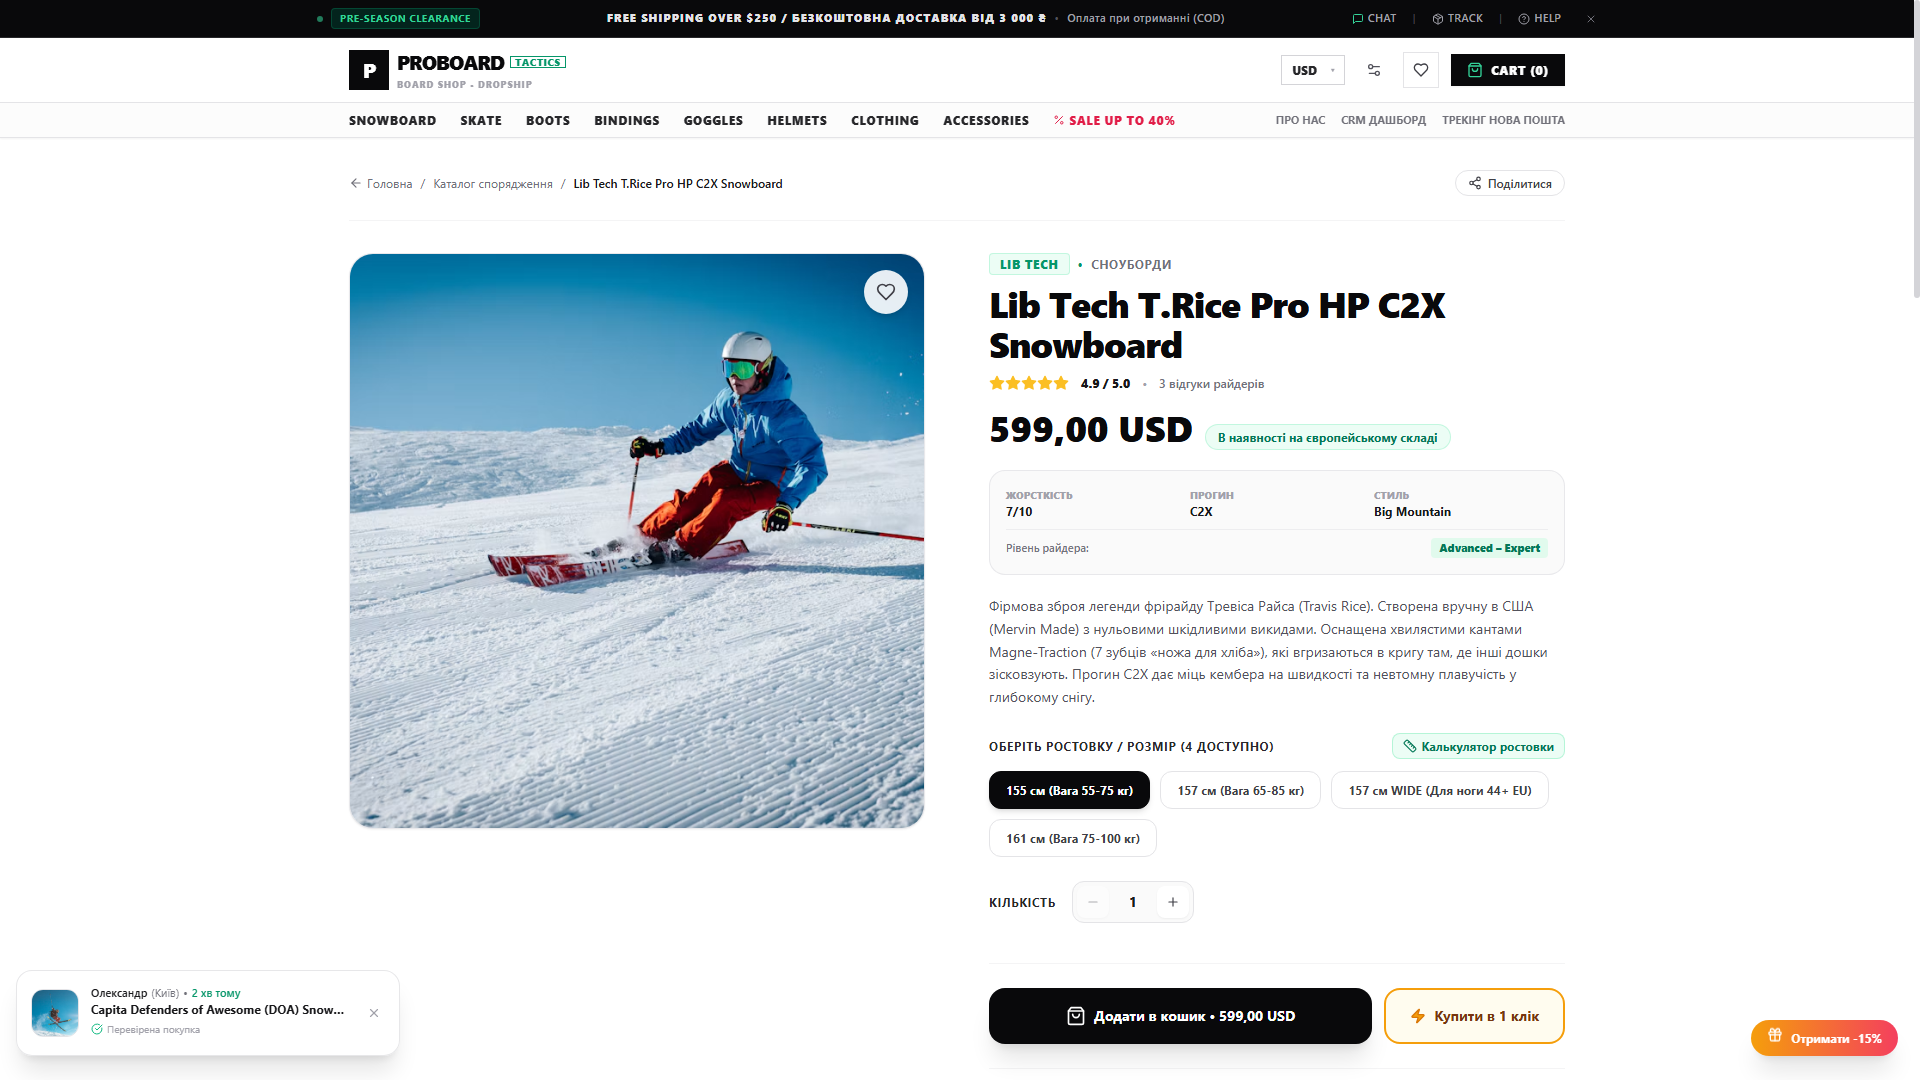 PRE-SEASON CLEARANCE
FREE SHIPPING OVER $250 / БЕЗКОШТОВНА ДОСТАВКА ВІД 3 000 ₴ • Оплата при отриманні (COD)
CHAT | TRACK | HELP
P PROBOARD TACTICS
BOARD SHOP - DROPSHIP
USD
CART (0)
SNOWBOARD SKATE BOOTS BINDINGS GOGGLES HELMETS CLOTHING ACCESSORIES % SALE UP TO 40%
ПРО НАС CRM ДАШБОРД ТРЕКІНГ НОВА ПОШТА
Головна / Каталог спорядження / Lib Tech T.Rice Pro HP C2X Snowboard
Поділитися
LIB TECH • СНОУБОРДИ
Lib Tech T.Rice Pro HP C2X
Snowboard
4.9 / 5.0 • 3 відгуки райдерів
599,00 USD В наявності на європейському складі
ЖОРСТКІСТЬ ПРОГИН СТИЛЬ
7/10 C2X Big Mountain
Рівень райдера: Advanced – Expert
Фірмова зброя легенди фрірайду Тревіса Райса (Travis Rice). Створена вручну в США
(Mervin Made) з нульовими шкідливими викидами. Оснащена хвилястими кантами
Magne-Traction (7 зубців «ножа для хліба»), які вгризаються в кригу там, де інші дошки
зісковзують. Прогин C2X дає міць кембера на швидкості та невтомну плавучість у
глибокому снігу.
ОБЕРІТЬ РОСТОВКУ / РОЗМІР (4 ДОСТУПНО)
Калькулятор ростовки
155 см (Вага 55-75 кг)
157 см (Вага 65-85 кг)
157 см WIDE (Для ноги 44+ EU)
161 см (Вага 75-100 кг)
КІЛЬКІСТЬ
− 1 +
Додати в кошик • 599,00 USD
Купити в 1 клік
Олександр (Київ) • 2 хв тому
Capita Defenders of Awesome (DOA) Snow...
Перевірена покупка
Отримати -15%